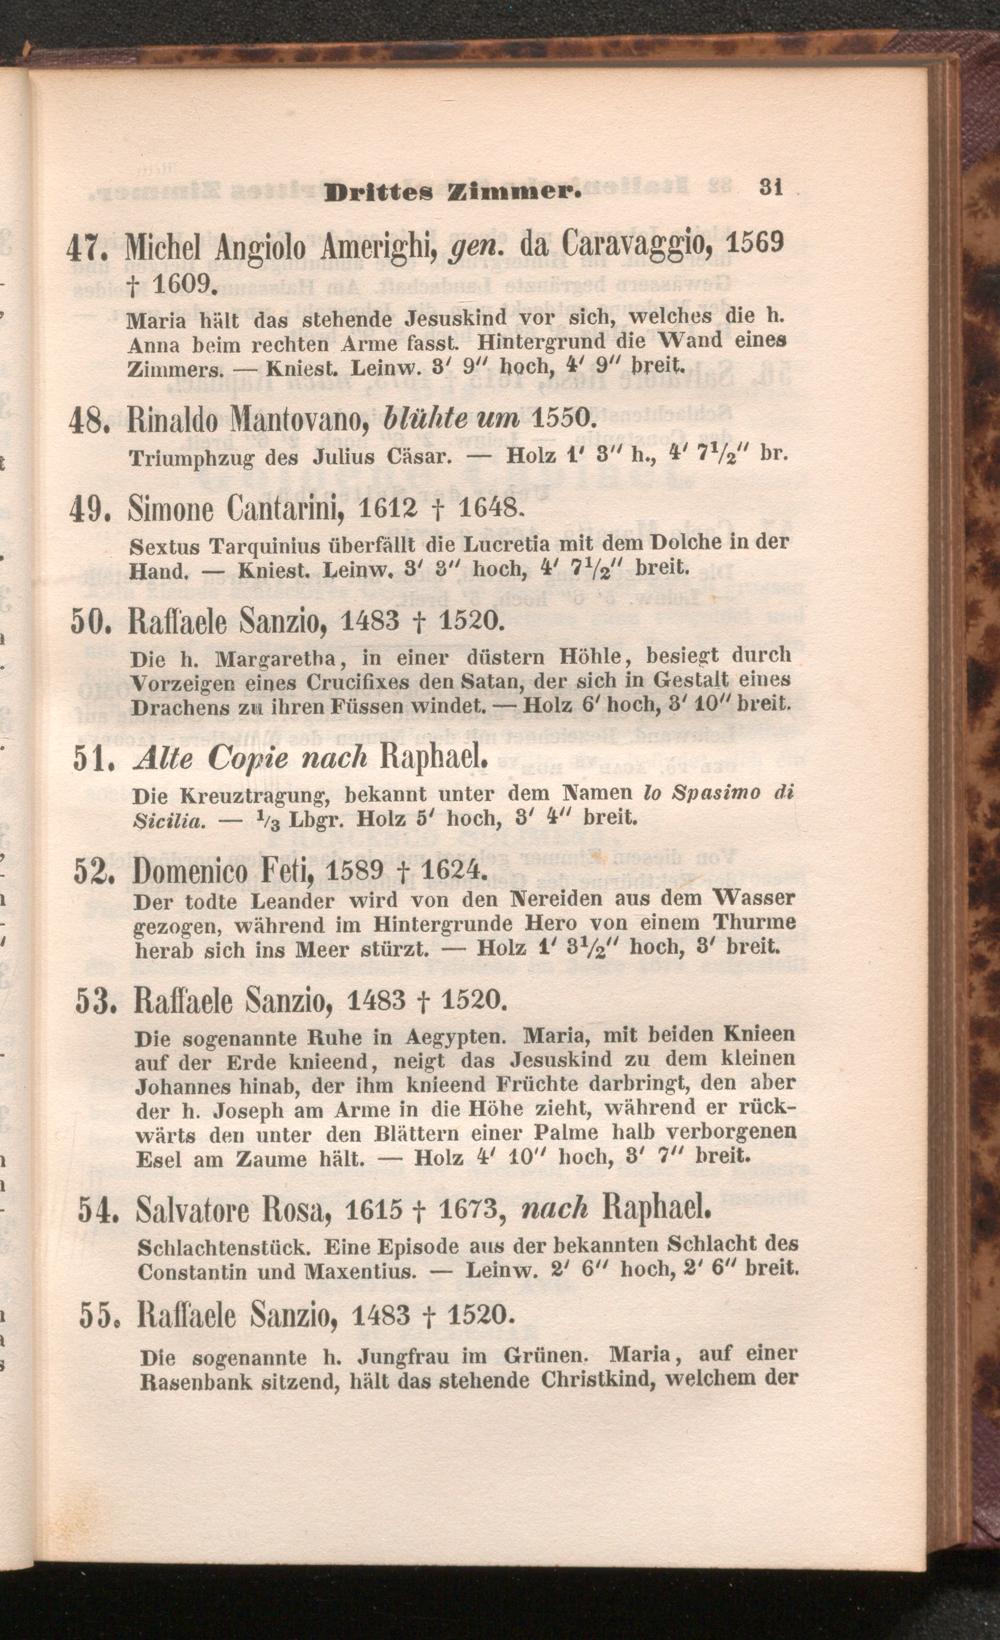 Drittes Zimmer. 31
47. Michel Angiolo Amerighi, gen. da Caravaggio, 1569
† 1609.
Maria hält das stehende Jesuskind vor sich, welches die h.
Anna beim rechten Arme fasst. Hintergrund die Wand eines
Zimmers. — Kniest. Leinw. 3′ 9″ hoch, 4′ 9″ breit.
48. Rinaldo Mantovano, blühte um 1550.
Triumphzug des Julius Cäsar. — Holz 1′ 3″ h., 4′ 7½″ br.
49. Simone Cantarini, 1612 † 1648.
Sextus Tarquinius überfällt die Lucretia mit dem Dolche in der
Hand. — Kniest. Leinw. 3′ 3″ hoch, 4′ 7½″ breit.
50. Raffaele Sanzio, 1483 † 1520.
Die h. Margaretha, in einer düstern Höhle, besiegt durch
Vorzeigen eines Crucifixes den Satan, der sich in Gestalt eines
Drachens zu ihren Füssen windet. — Holz 6′ hoch, 3′ 10″ breit.
51. Alte Copie nach Raphael.
Die Kreuztragung, bekannt unter dem Namen lo Spasimo di
Sicilia. — ⅓ Lbgr. Holz 5′ hoch, 3′ 4″ breit.
52. Domenico Feti, 1589 † 1624.
Der todte Leander wird von den Nereiden aus dem Wasser
gezogen, während im Hintergrunde Hero von einem Thurme
herab sich ins Meer stürzt. — Holz 1′ 3½″ hoch, 3′ breit.
53. Raffaele Sanzio, 1483 † 1520.
Die sogenannte Ruhe in Aegypten. Maria, mit beiden Knieen
auf der Erde knieend, neigt das Jesuskind zu dem kleinen
Johannes hinab, der ihm knieend Früchte darbringt, den aber
der h. Joseph am Arme in die Höhe zieht, während er rück-
wärts den unter den Blättern einer Palme halb verborgenen
Esel am Zaume hält. — Holz 4′ 10″ hoch, 3′ 7″ breit.
54. Salvatore Rosa, 1615 † 1673, nach Raphael.
Schlachtenstück. Eine Episode aus der bekannten Schlacht des
Constantin und Maxentius. — Leinw. 2′ 6″ hoch, 2′ 6″ breit.
55. Raffaele Sanzio, 1483 † 1520.
Die sogenannte h. Jungfrau im Grünen. Maria, auf einer
Rasenbank sitzend, hält das stehende Christkind, welchem der